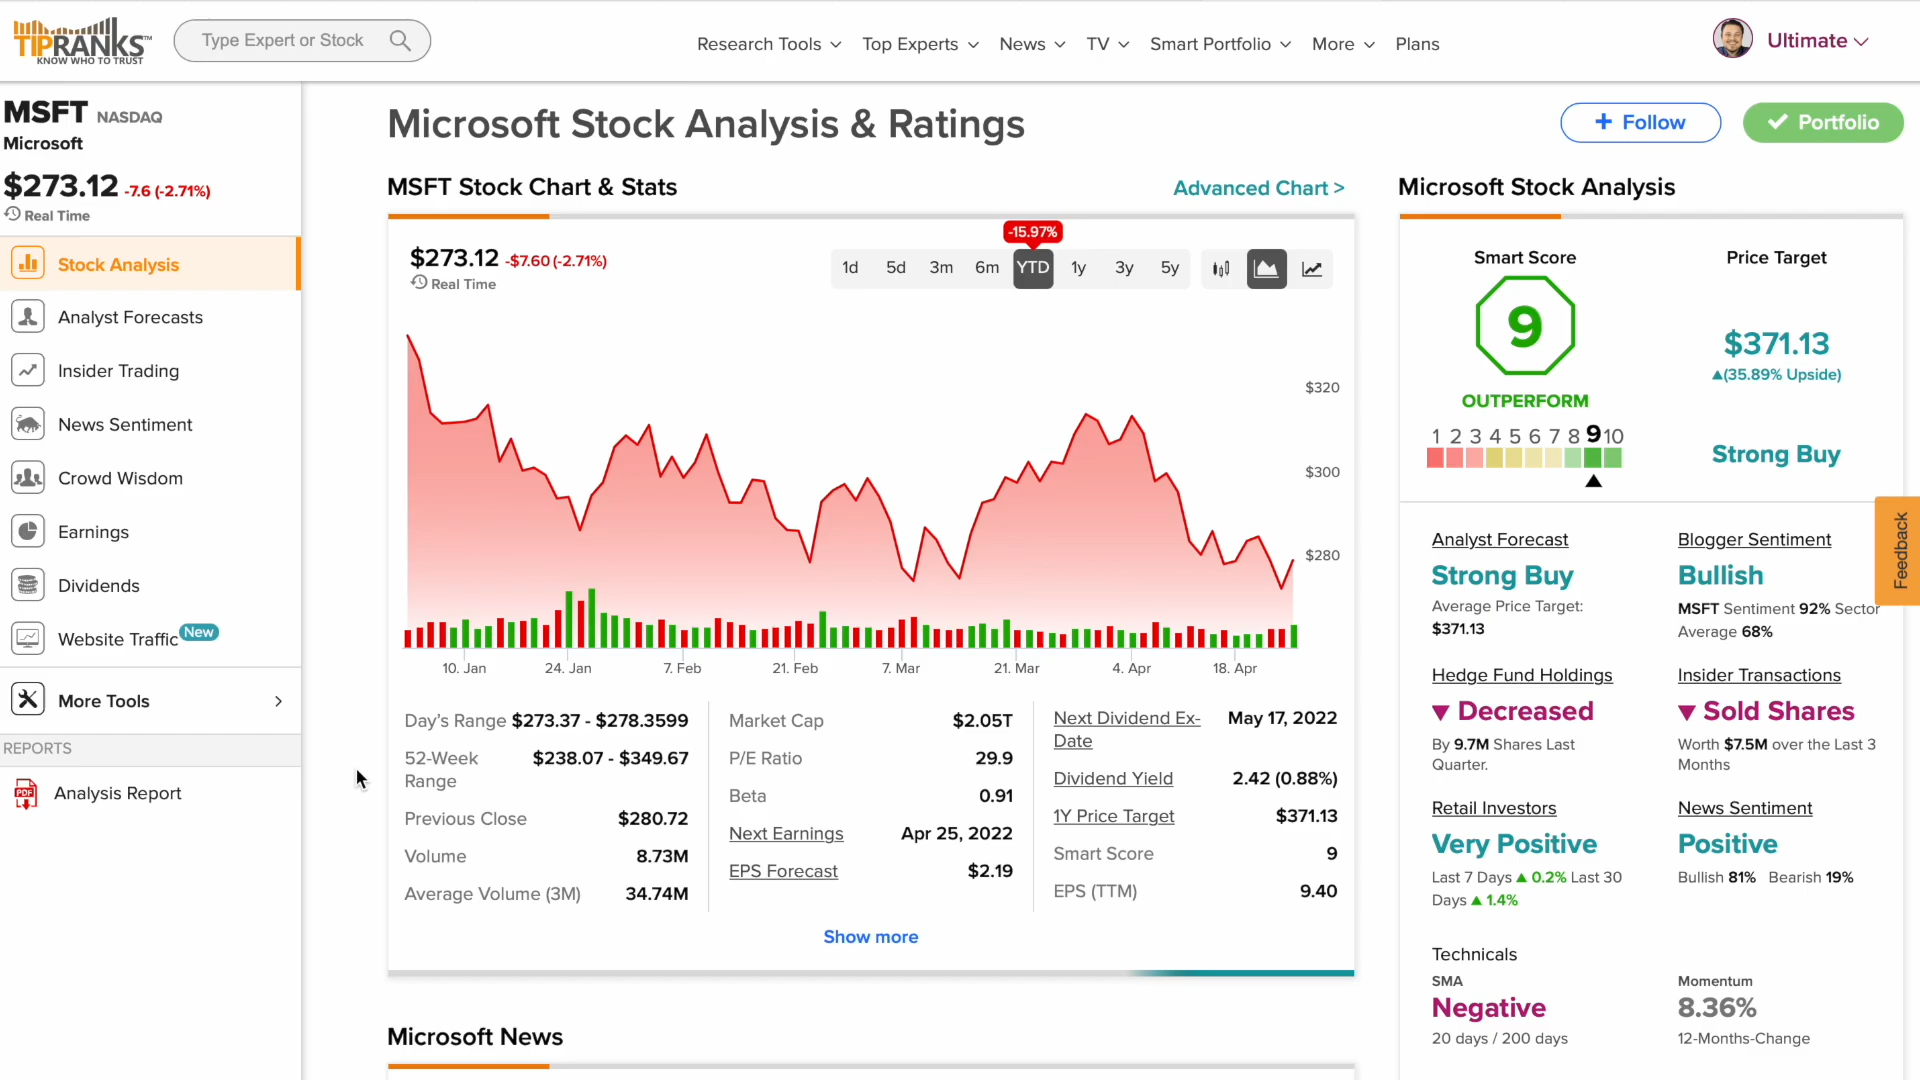 TIPRANKS™
KNOW WHO TO TRUST
Type Expert or Stock
Research Tools
Top Experts
News
TV
Smart Portfolio
More
Plans
Ultimate
MSFT NASDAQ
Microsoft
$273.12 -7.6 (-2.71%)
Real Time
Stock Analysis
Analyst Forecasts
Insider Trading
News Sentiment
Crowd Wisdom
Earnings
Dividends
Website Traffic New
More Tools
REPORTS
PDF
Analysis Report
Microsoft Stock Analysis & Ratings
+ Follow
Portfolio
MSFT Stock Chart & Stats
Advanced Chart >
$273.12 -$7.60 (-2.71%)
Real Time
-15.97%
1d 5d 3m 6m YTD 1y 3y 5y
$320
$300
$280
10. Jan 24. Jan 7. Feb 21. Feb 7. Mar 21. Mar 4. Apr 18. Apr
Day's Range $273.37 - $278.3599
52-Week $238.07 - $349.67
Range
Previous Close $280.72
Volume 8.73M
Average Volume (3M) 34.74M
Market Cap $2.05T
P/E Ratio 29.9
Beta 0.91
Next Earnings Apr 25, 2022
EPS Forecast $2.19
Next Dividend Ex- May 17, 2022
Date
Dividend Yield 2.42 (0.88%)
1Y Price Target $371.13
Smart Score 9
EPS (TTM) 9.40
Show more
Microsoft News
Microsoft Stock Analysis
Smart Score
9
OUTPERFORM
1 2 3 4 5 6 7 8 9 10
Price Target
$371.13
▲(35.89% Upside)
Strong Buy
Analyst Forecast
Strong Buy
Average Price Target:
$371.13
Blogger Sentiment
Bullish
MSFT Sentiment 92% Sector
Average 68%
Hedge Fund Holdings
▼ Decreased
By 9.7M Shares Last
Quarter.
Insider Transactions
▼ Sold Shares
Worth $7.5M over the Last 3
Months
Retail Investors
Very Positive
Last 7 Days ▲ 0.2% Last 30
Days ▲ 1.4%
News Sentiment
Positive
Bullish 81% Bearish 19%
Technicals
SMA
Negative
20 days / 200 days
Momentum
8.36%
12-Months-Change
Feedback